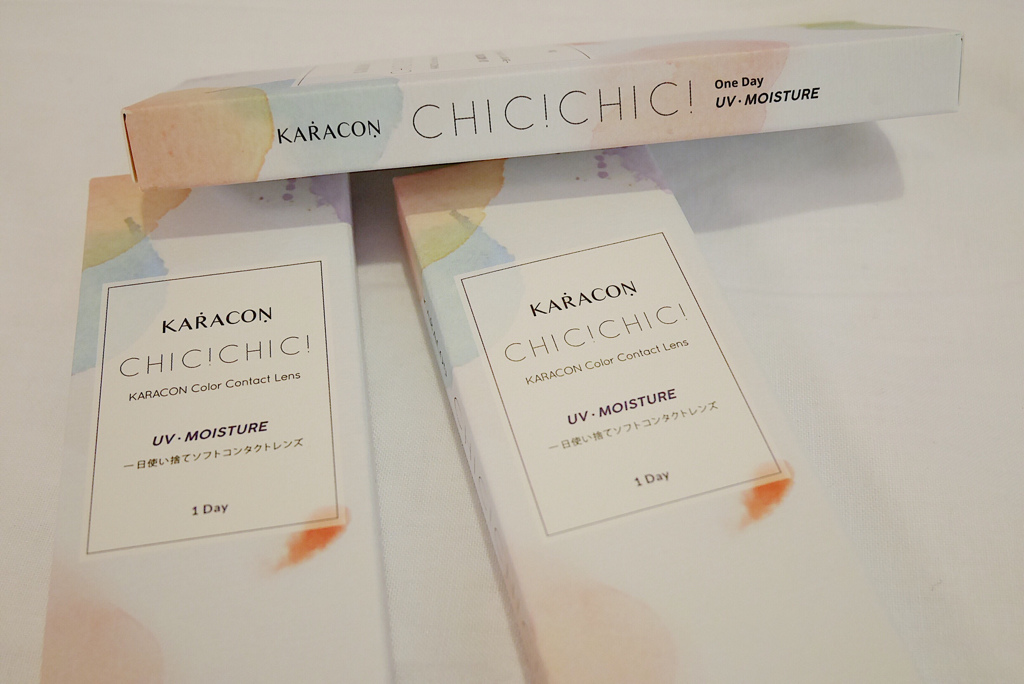 KARACON CHIC!CHIC! One Day
UV · MOISTURE
KARACON
CHIC!CHIC!
KARACON Color Contact Lens
UV · MOISTURE
一日使い捨てソフトコンタクトレンズ
1 Day
KARACON
CHIC!CHIC!
KARACON Color Contact Lens
UV · MOISTURE
一日使い捨てソフトコンタクトレンズ
1 Day